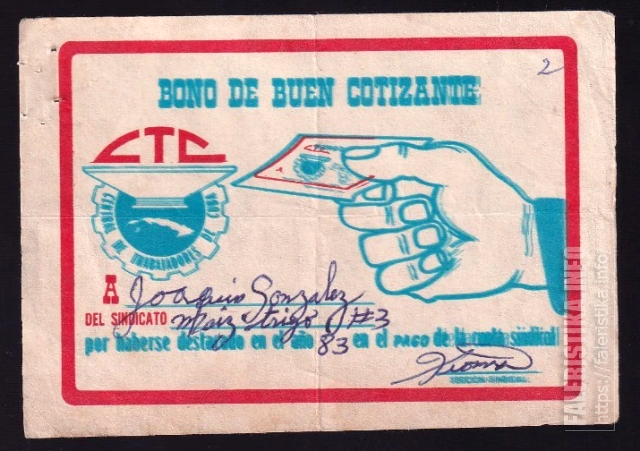 2
BONO DE BUEN COTIZANTE
CTC
CENTRAL DE TRABAJADORES DE CUBA
A Joaquin Gonzalez
DEL SINDICATO Maiz Trigo #3
por haberse destacado en el año 83 en el PAGO de la cuota sindical
SECCION SINDICAL
FALERISTIKA.INFO
https://faleristika.info